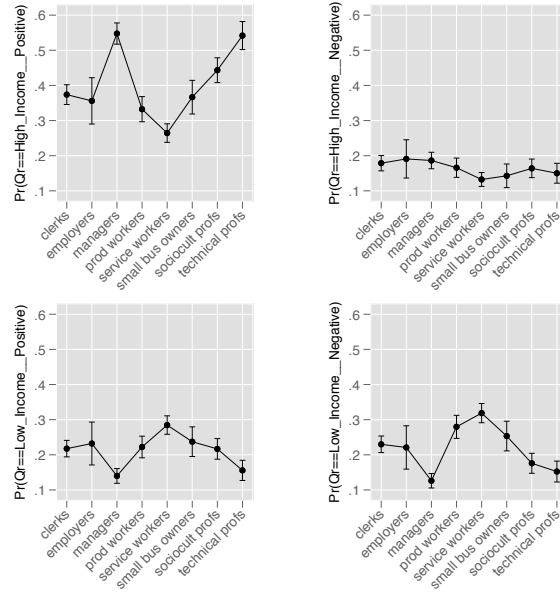 Pr(Qr==High_Income__Positive)
.6
.5
.4
.3
.2
.1
clerks
employers
managers
prod workers
service workers
small bus owners
sociocult profs
technical profs
Pr(Qr==High_Income__Negative)
.6
.5
.4
.3
.2
.1
clerks
employers
managers
prod workers
service workers
small bus owners
sociocult profs
technical profs
Pr(Qr==Low_Income__Positive)
.6
.5
.4
.3
.2
.1
clerks
employers
managers
prod workers
service workers
small bus owners
sociocult profs
technical profs
Pr(Qr==Low_Income__Negative)
.6
.5
.4
.3
.2
.1
clerks
employers
managers
prod workers
service workers
small bus owners
sociocult profs
technical profs